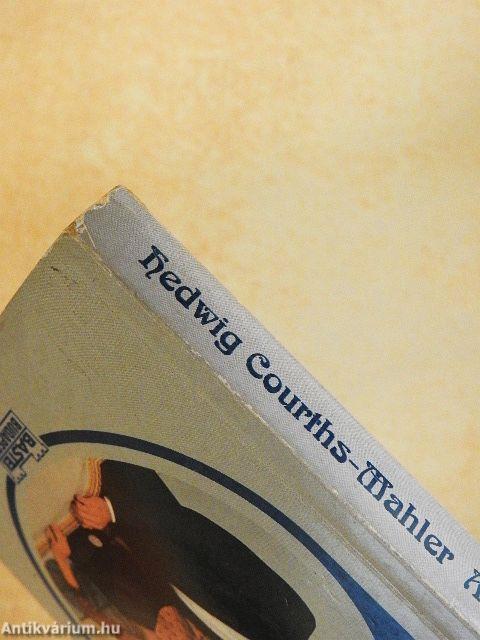 Hedwig Courths-Mahler
BASTEI
Antikvárium.hu